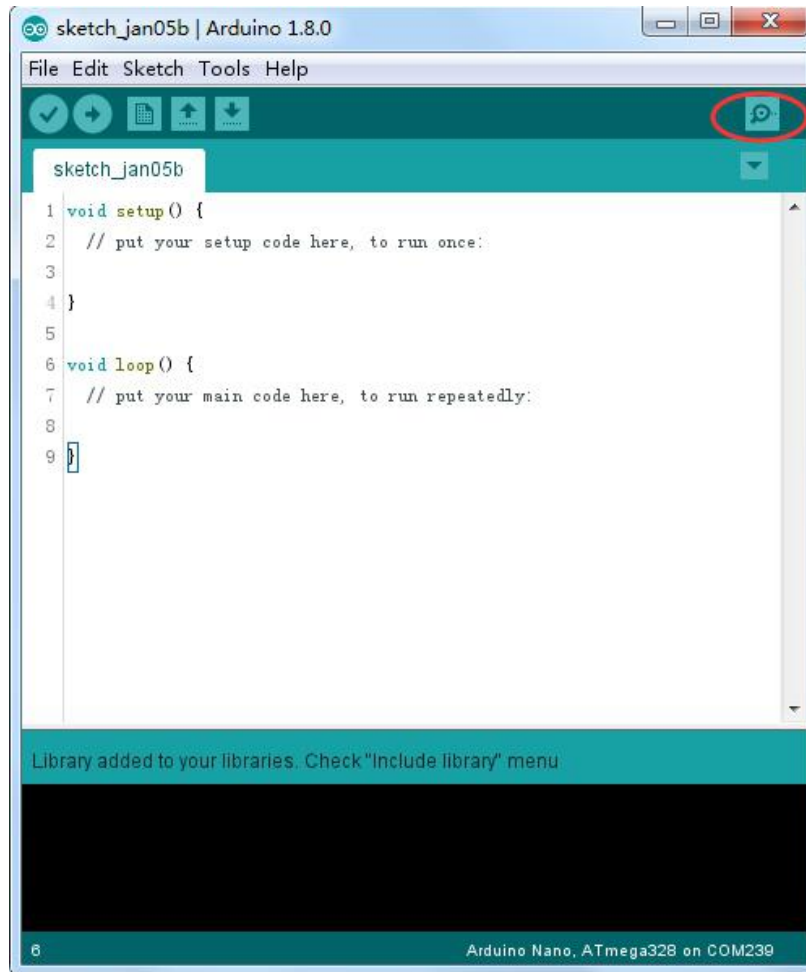 sketch_jan05b | Arduino 1.8.0
File Edit Sketch Tools Help
sketch_jan05b
1 void setup() {
2 // put your setup code here, to run once:
3
4 }
5
6 void loop() {
7 // put your main code here, to run repeatedly:
8
9 }
Library added to your libraries. Check "Include library" menu
6 Arduino Nano, ATmega328 on COM239